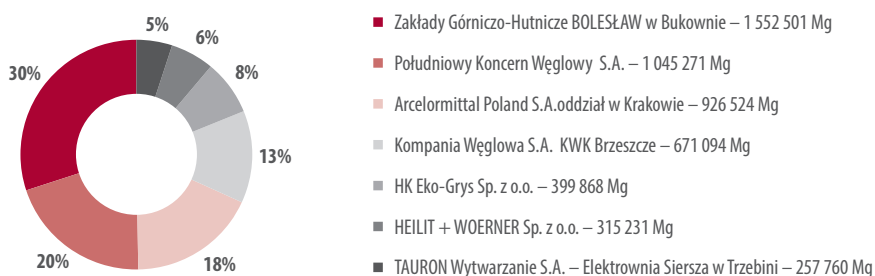 5%
6%
8%
13%
18%
20%
30%
Zakłady Górniczo-Hutnicze BOLESŁAW w Bukownie – 1 552 501 Mg
Południowy Koncern Węglowy S.A. – 1 045 271 Mg
Arcelormittal Poland S.A.oddział w Krakowie – 926 524 Mg
Kompania Węglowa S.A. KWK Brzeszcze – 671 094 Mg
HK Eko-Grys Sp. z o.o. – 399 868 Mg
HEILIT + WOERNER Sp. z o.o. – 315 231 Mg
TAURON Wytwarzanie S.A. – Elektrownia Siersza w Trzebini – 257 760 Mg